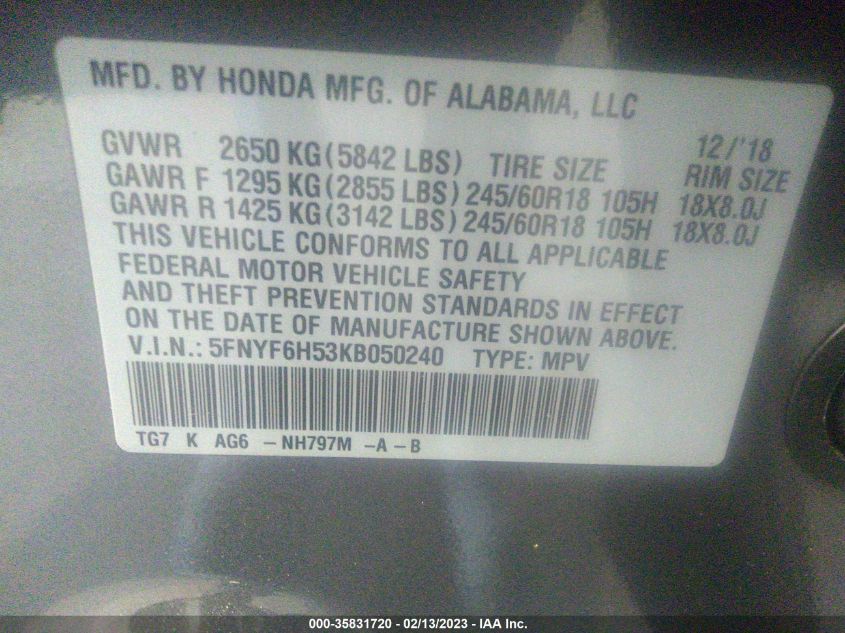 MFD. BY HONDA MFG. OF ALABAMA, LLC
12/'18
GVWR 2650 KG(5842 LBS) TIRE SIZE RIM SIZE
GAWR F 1295 KG(2855 LBS) 245/60R18 105H 18X8.0J
GAWR R 1425 KG(3142 LBS) 245/60R18 105H 18X8.0J
THIS VEHICLE CONFORMS TO ALL APPLICABLE
FEDERAL MOTOR VEHICLE SAFETY
AND THEFT PREVENTION STANDARDS IN EFFECT
ON THE DATE OF MANUFACTURE SHOWN ABOVE.
V.I.N.: 5FNYF6H53KB050240 TYPE: MPV
TG7 K AG6 – NH797M – A – B
000-35831720 - 02/13/2023 - IAA Inc.